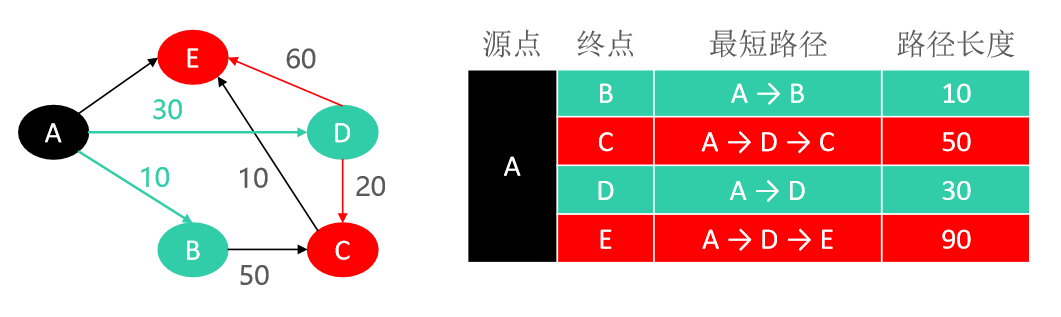 E
60
30
A
D
10
10
20
B
C
50
源点 终点 最短路径 路径长度
A
B A → B 10
C A → D → C 50
D A → D 30
E A → D → E 90